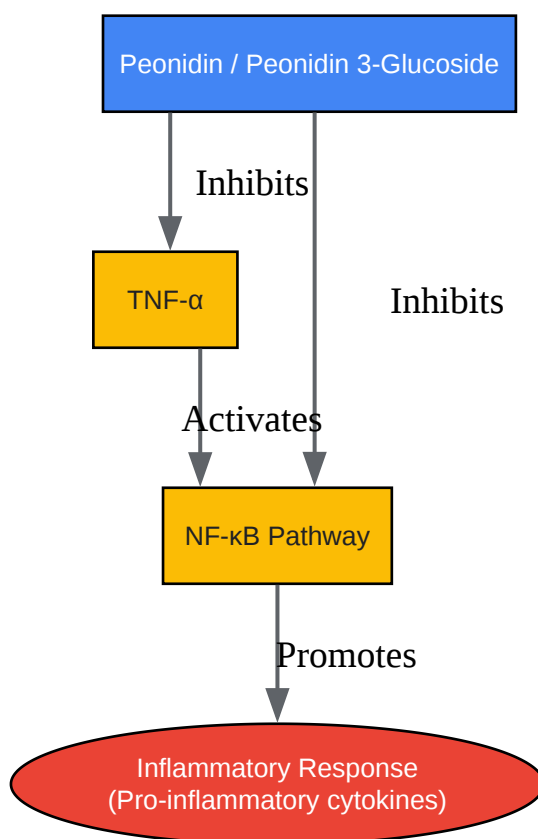 Peonidin / Peonidin 3-Glucoside
Inhibits
TNF-α
Inhibits
Activates
NF-κB Pathway
Promotes
Inflammatory Response
(Pro-inflammatory cytokines)